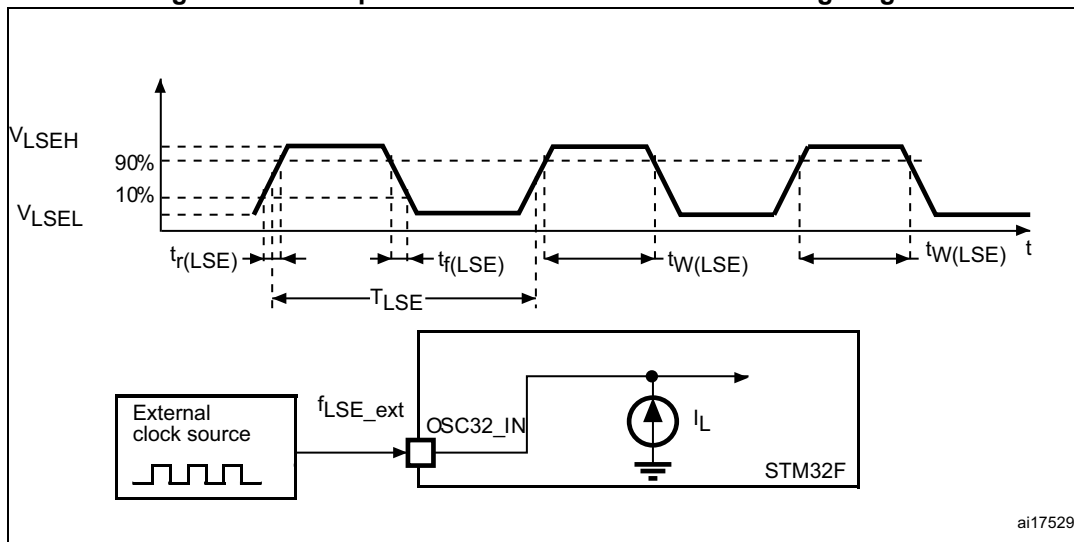 VLSEH
90%
10%
VLSEL
tr(LSE)
tf(LSE)
tW(LSE)
tW(LSE)
t
TLSE
External
clock source
fLSE_ext
OSC32_IN
IL
STM32F
ai17529